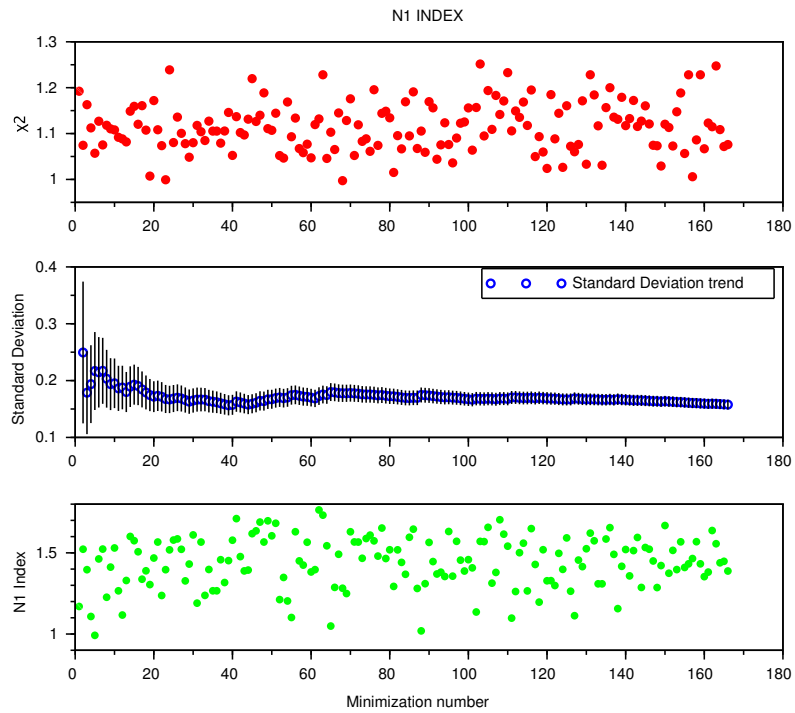 N1 INDEX
1.3
1.2
1.1
1
χ2
0 20 40 60 80 100 120 140 160 180
0.4
0.3
0.2
0.1
Standard Deviation
Standard Deviation trend
0 20 40 60 80 100 120 140 160 180
1.5
1
N1 Index
0 20 40 60 80 100 120 140 160 180
Minimization number